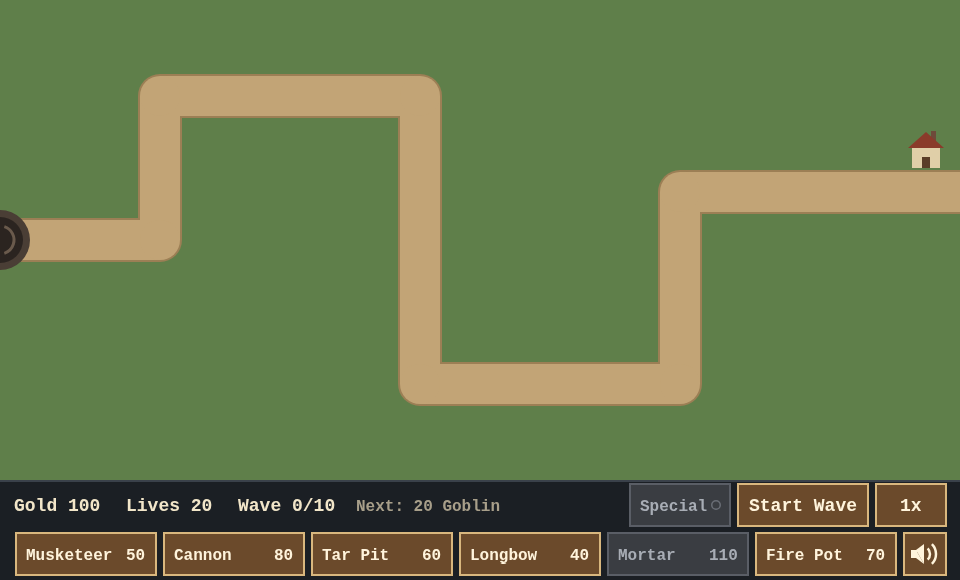 Gold 100 Lives 20 Wave 0/10 Next: 20 Goblin Special Start Wave 1x
Musketeer 50 Cannon 80 Tar Pit 60 Longbow 40 Mortar 110 Fire Pot 70